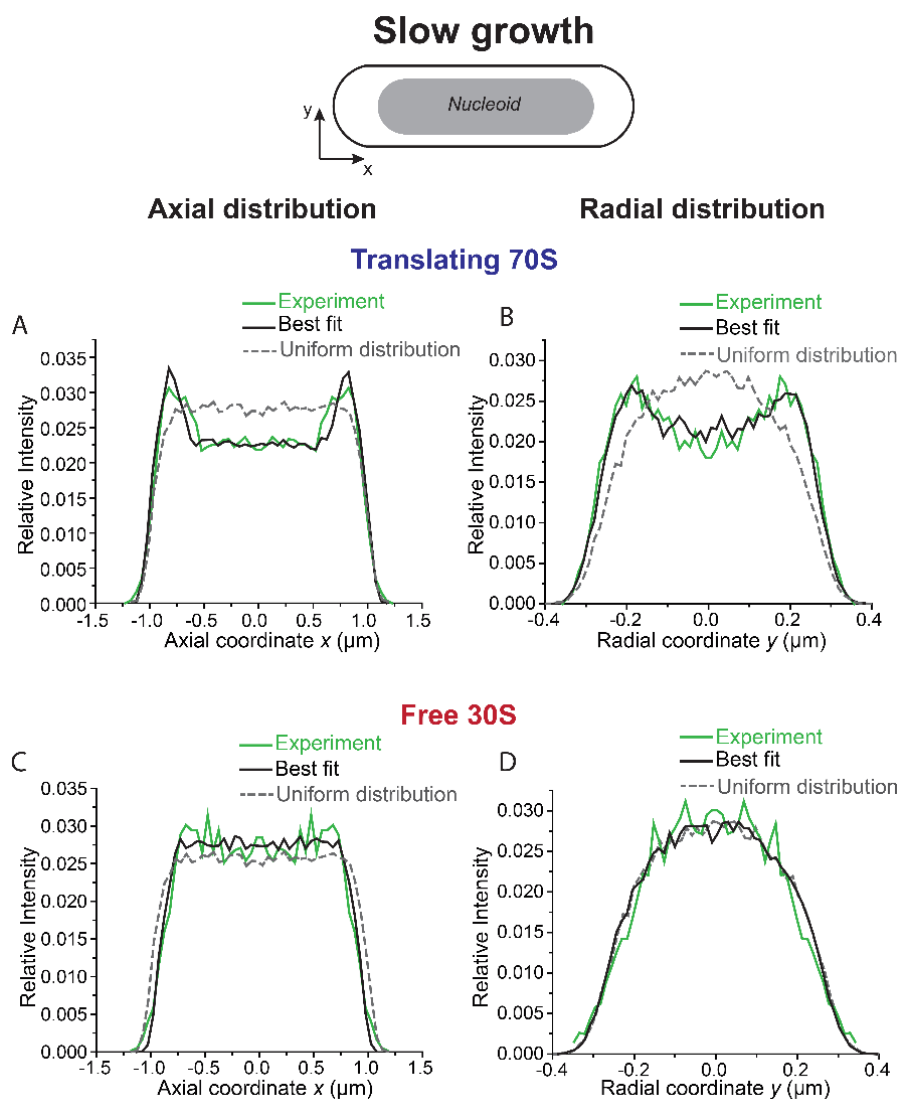 Slow growth
Nucleoid
y
x
Axial distribution
Radial distribution
Translating 70S
A
Experiment
Best fit
Uniform distribution
0.035
0.030
0.025
0.020
0.015
0.010
0.005
0.000
Relative Intensity
-1.5 -1.0 -0.5 0.0 0.5 1.0 1.5
Axial coordinate x (µm)
B
Experiment
Best fit
Uniform distribution
0.030
0.025
0.020
0.015
0.010
0.005
0.000
Relative Intensity
-0.4 -0.2 0.0 0.2 0.4
Radial coordinate y (µm)
Free 30S
C
Experiment
Best fit
Uniform distribution
0.035
0.030
0.025
0.020
0.015
0.010
0.005
0.000
Relative Intensity
-1.5 -1.0 -0.5 0.0 0.5 1.0 1.5
Axial coordinate x (µm)
D
Experiment
Best fit
Uniform distribution
0.030
0.025
0.020
0.015
0.010
0.005
0.000
Relative Intensity
-0.4 -0.2 0.0 0.2 0.4
Radial coordinate y (µm)